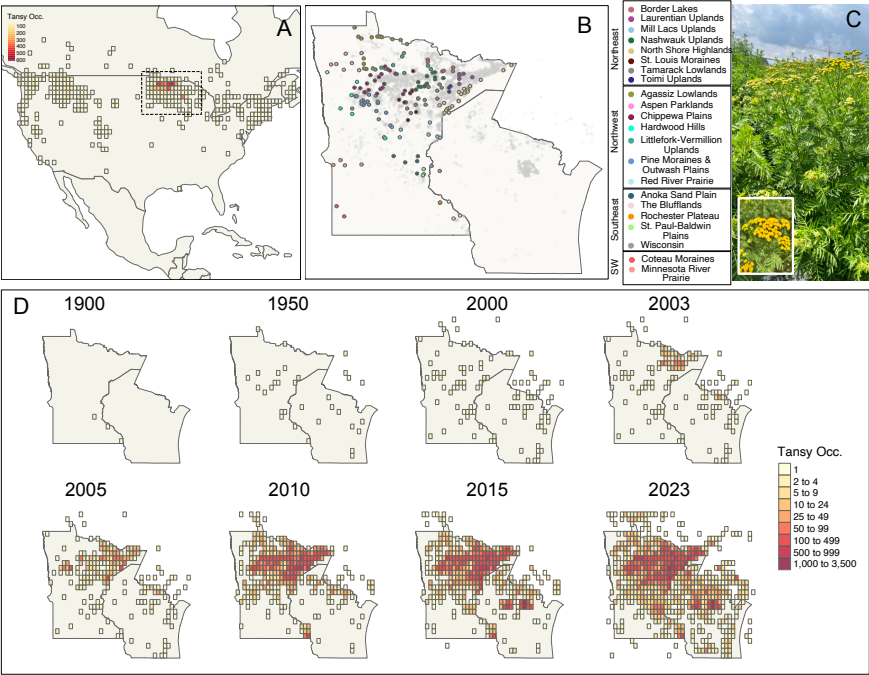 Tansy Occ.
100
200
300
400
500
600
A
B
Northeast
Border Lakes
Laurentian Uplands
Mill Lacs Uplands
Nashwauk Uplands
North Shore Highlands
St. Louis Moraines
Tamarack Lowlands
Toimi Uplands
Northwest
Agassiz Lowlands
Aspen Parklands
Chippewa Plains
Hardwood Hills
Littlefork-Vermillion
Uplands
Pine Moraines &
Outwash Plains
Red River Prairie
Southeast
Anoka Sand Plain
The Blufflands
Rochester Plateau
St. Paul-Baldwin
Plains
Wisconsin
SW
Coteau Moraines
Minnesota River
Prairie
C
D
1900
1950
2000
2003
2005
2010
2015
2023
Tansy Occ.
1
2 to 4
5 to 9
10 to 24
25 to 49
50 to 99
100 to 499
500 to 999
1,000 to 3,500